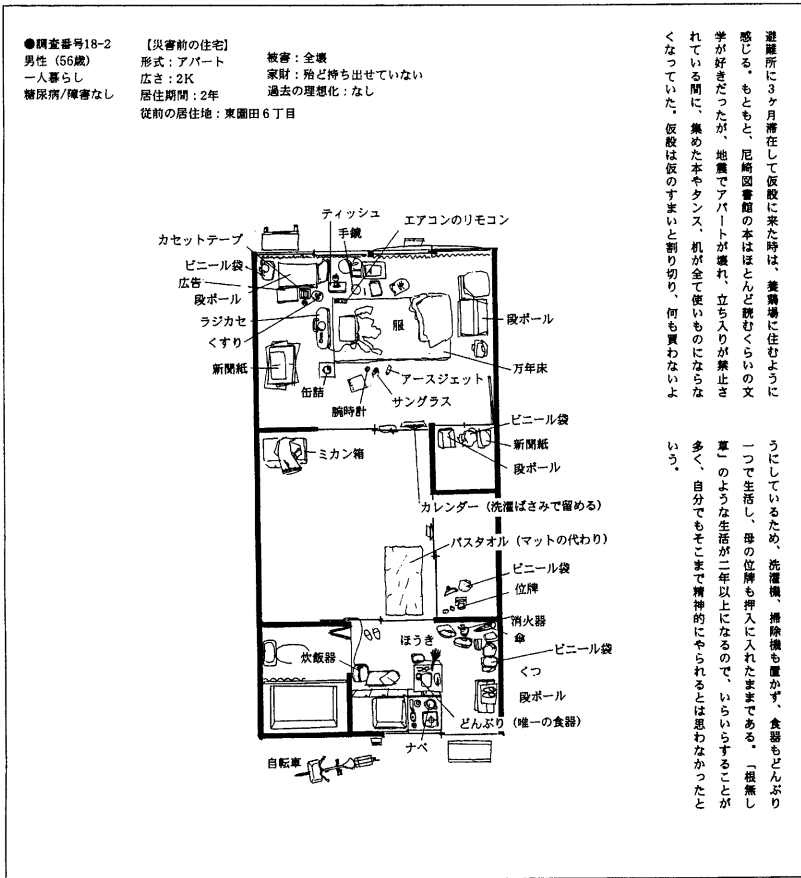 ●調査番号18-2
男性（56歳）
一人暮らし
糖尿病/障害なし
【災害前の住宅】
形式：アパート
広さ：2K
居住期間：2年
従前の居住地：東園田6丁目
被害：全壊
家財：殆ど持ち出せていない
過去の理想化：なし
避難所に3ヶ月滞在して仮設に来た時は、養鶏場に住むように
感じる。もともと、尼崎図書館の本はほとんど読むくらいの文
学が好きだったが、地震でアパートが壊れ、立ち入りが禁止さ
れている間に、集めた本やタンス、机が全て使いものにならな
くなっていた。仮設は仮のすまいと割り切り、何も買わないよ
うにしているため、洗濯機、掃除機も置かず、食器もどんぶり
一つで生活し、母の位牌も押入に入れたままである。「根無し
草」のような生活が二年以上になるので、いらいらすることが
多く、自分でもそこまで精神的にやられるとは思わなかったと
いう。
ティッシュ
手鏡
エアコンのリモコン
カセットテープ
ビニール袋
広告
段ボール
ラジカセ
くすり
新聞紙
缶詰
腕時計
サングラス
アースジェット
服
段ボール
万年床
ビニール袋
新聞紙
段ボール
ミカン箱
カレンダー（洗濯ばさみで留める）
バスタオル（マットの代わり）
ビニール袋
位牌
消火器
傘
ほうき
ビニール袋
くつ
炊飯器
段ボール
どんぶり（唯一の食器）
ナベ
自転車